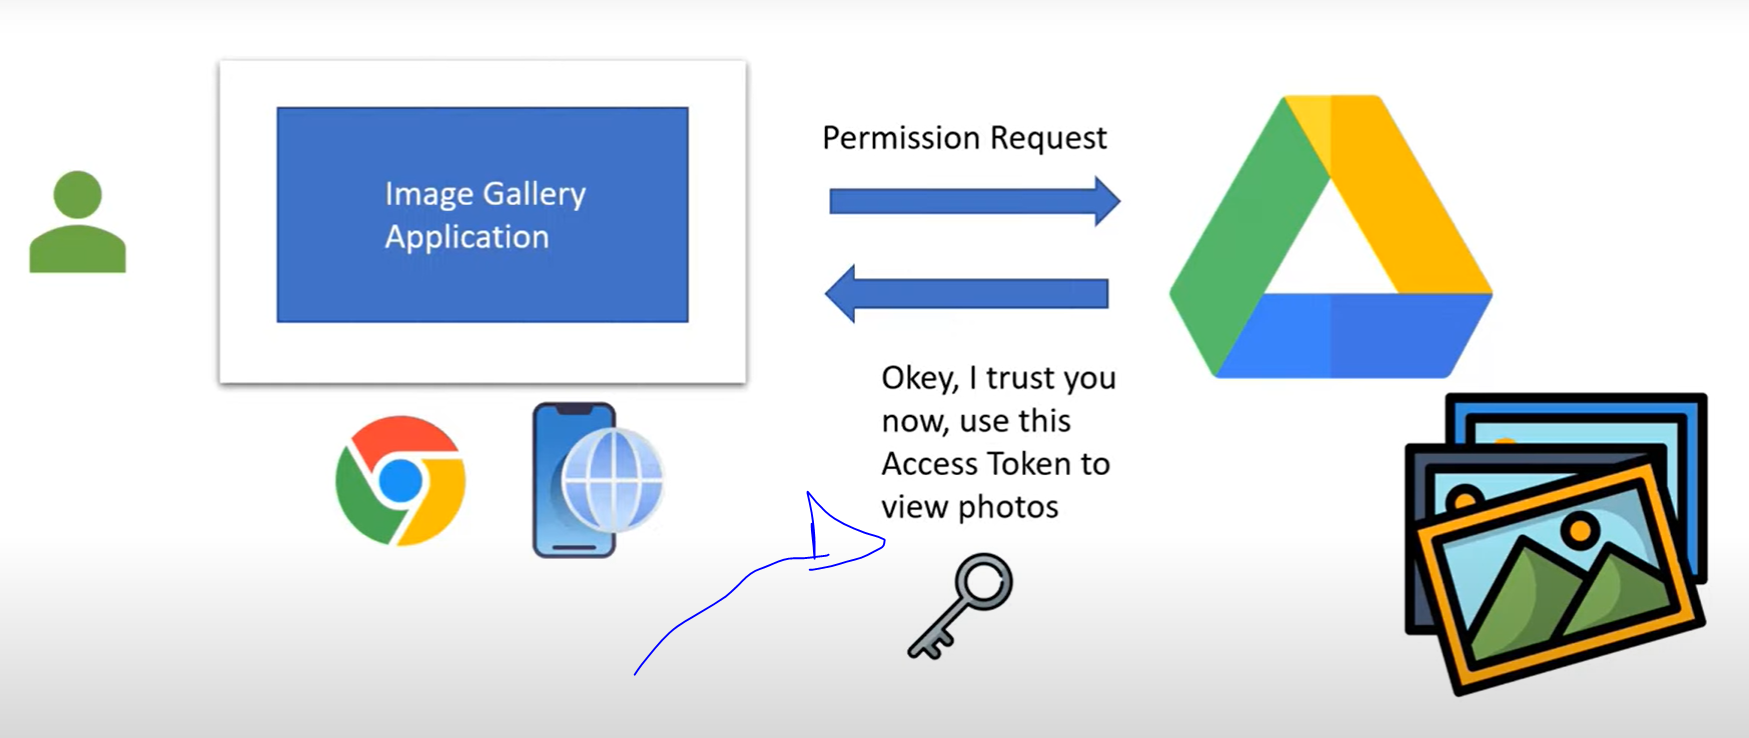 Image Gallery
Application
Permission Request
Okey, I trust you
now, use this
Access Token to
view photos